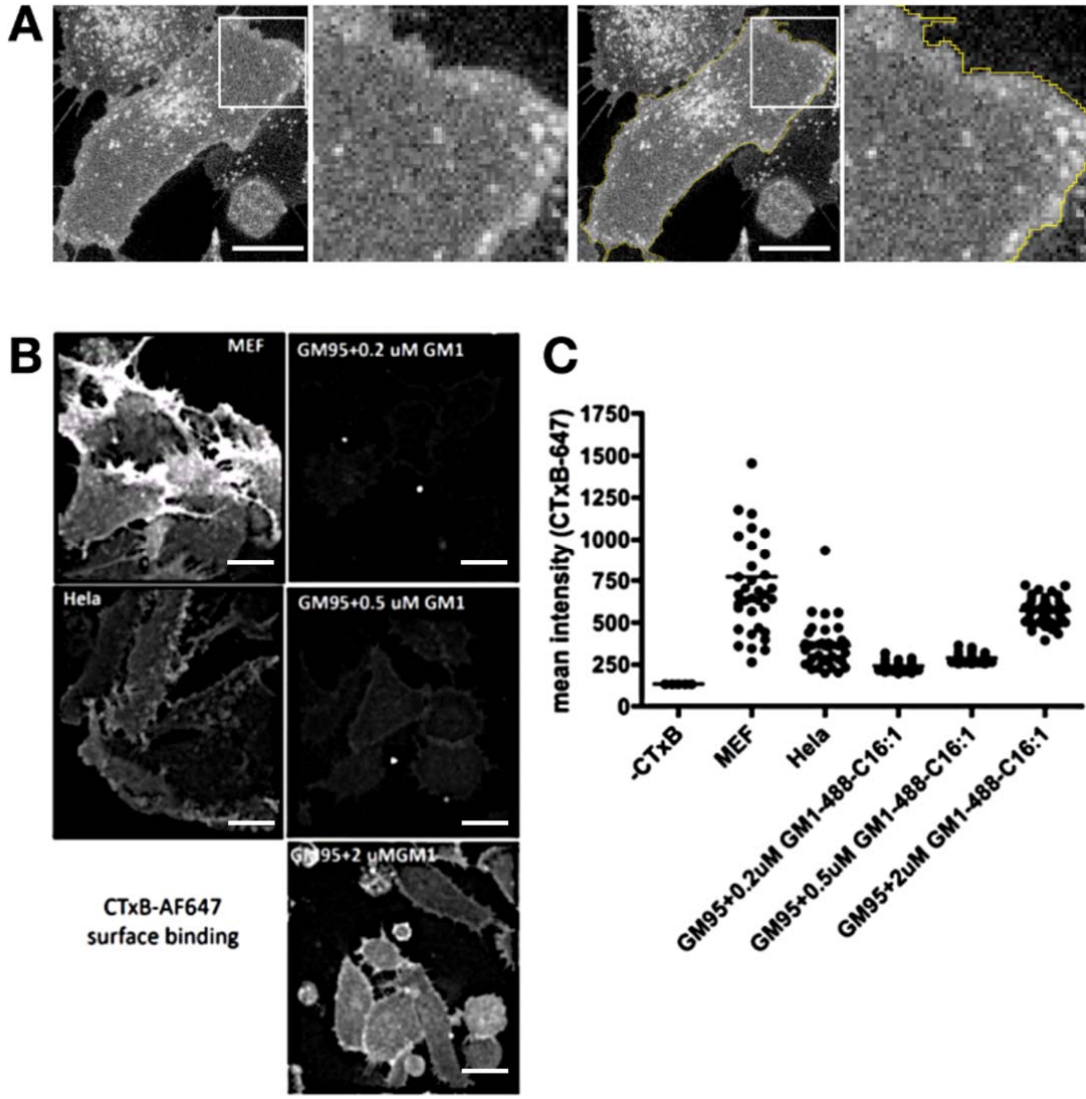 A
B
MEF
GM95+0.2 uM GM1
Hela
GM95+0.5 uM GM1
GM95+2 uMGM1
CTxB-AF647
surface binding
C
mean intensity (CTxB-647)
1750
1500
1250
1000
750
500
250
0
-CTxB
MEF
Hela
GM95+0.2uM GM1-488-C16:1
GM95+0.5uM GM1-488-C16:1
GM95+2uM GM1-488-C16:1